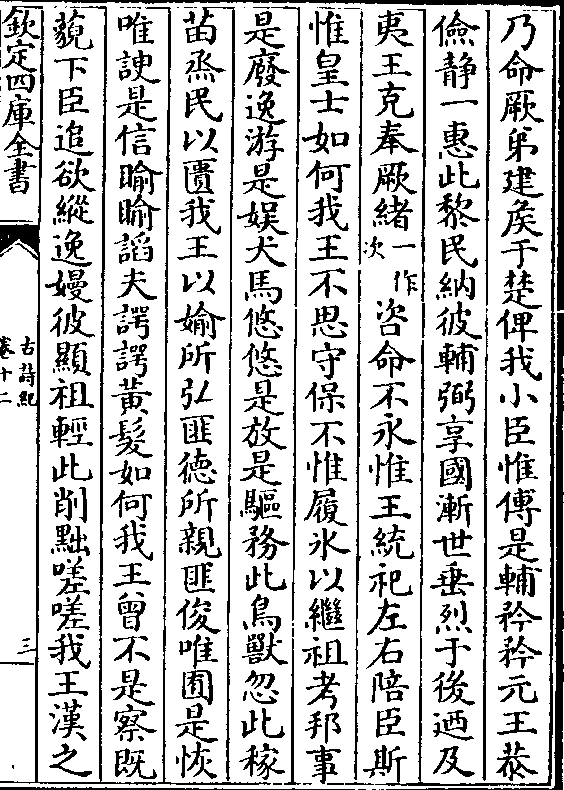 乃命厥弟建矦于楚俾我小臣惟傅是輔矜矜元王恭
儉静一惠此黎民納彼輔弼享國漸世垂烈于後迺及
夷王克奉厥緒一作次咨命不永惟王統祀左右陪臣斯
惟皇士如何我王不思守保不惟履氷以繼祖考邦事
是廢逸游是娱犬馬悠悠是放是驅務此鳥獸忽此稼
苗烝民以匱我王以媮所弘匪德所親匪俊唯囿是恢
唯諛是信睮睮謟夫諤諤黄髮如何我王曾不是察既
藐下臣追欲縱逸嫚彼顯祖輕此削黜嗟嗟我王漢之
欽定四庫全書
古詩紀
卷十二
三